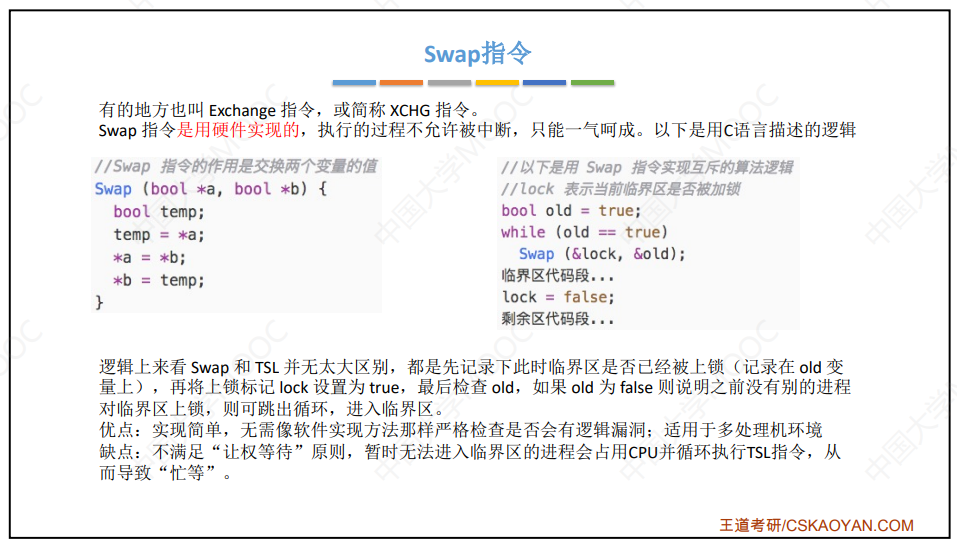 Swap指令
有的地方也叫 Exchange 指令，或简称 XCHG 指令。
Swap 指令是用硬件实现的，执行的过程不允许被中断，只能一气呵成。以下是用C语言描述的逻辑
//Swap 指令的作用是交换两个变量的值
Swap (bool *a, bool *b) {
bool temp;
temp = *a;
*a = *b;
*b = temp;
}
//以下是用 Swap 指令实现互斥的算法逻辑
//lock 表示当前临界区是否被加锁
bool old = true;
while (old == true)
Swap (&lock, &old);
临界区代码段...
lock = false;
剩余区代码段...
逻辑上来看 Swap 和 TSL 并无太大区别，都是先记录下此时临界区是否已经被上锁（记录在 old 变
量上），再将上锁标记 lock 设置为 true，最后检查 old，如果 old 为 false 则说明之前没有别的进程
对临界区上锁，则可跳出循环，进入临界区。
优点：实现简单，无需像软件实现方法那样严格检查是否会有逻辑漏洞；适用于多处理机环境
缺点：不满足“让权等待”原则，暂时无法进入临界区的进程会占用CPU并循环执行TSL指令，从
而导致“忙等”。
王道考研/CSKAOYAN.COM
中国大学MOOC